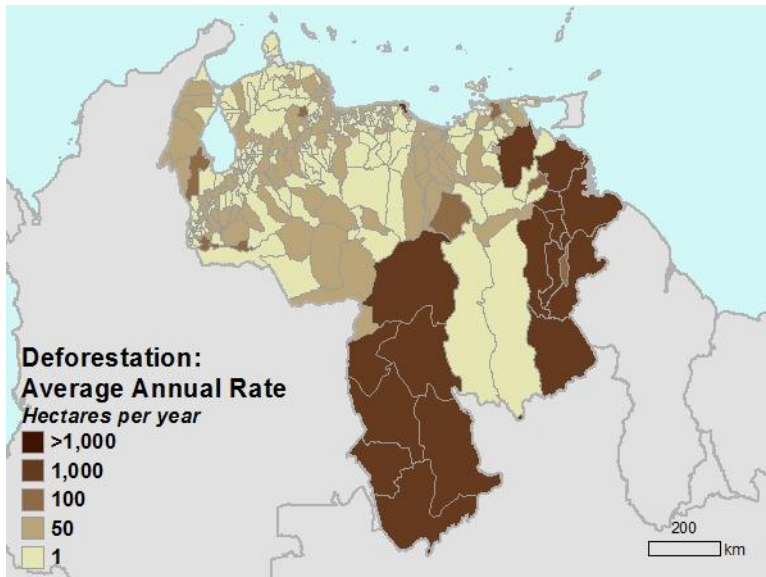 Deforestation:
Average Annual Rate
Hectares per year
>1,000
1,000
100
50
1
200
km